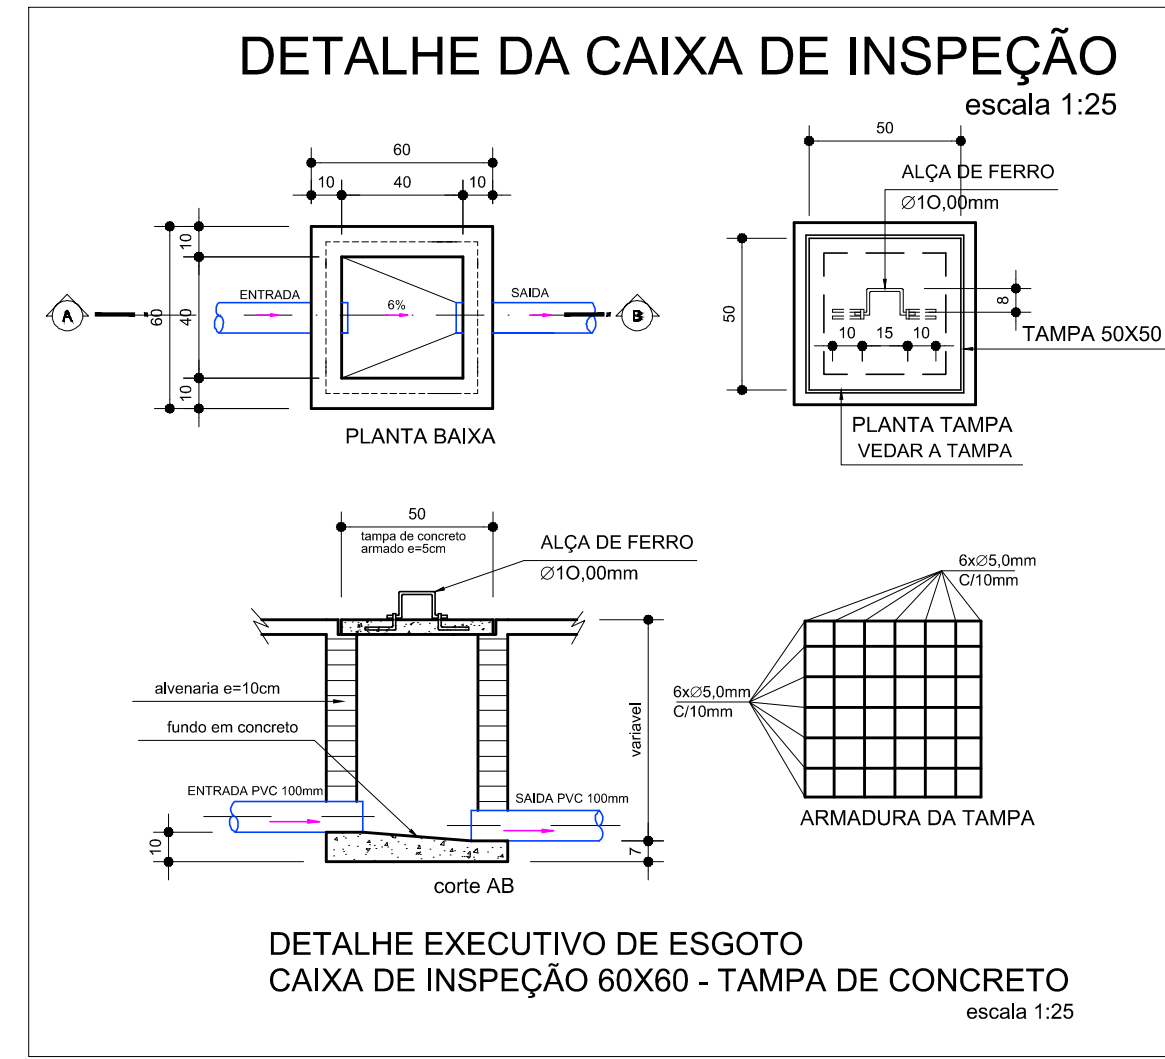 DETALHE DA CAIXA DE INSPEÇÃO
escala 1:25
60
10 40 10
60
10
40
10
A
ENTRADA
6%
SAIDA
B
PLANTA BAIXA
50
ALÇA DE FERRO
Ø1O,00mm
50
8
10 15 10
TAMPA 50X50
PLANTA TAMPA
VEDAR A TAMPA
50
tampa de concreto
armado e=5cm
ALÇA DE FERRO
Ø1O,00mm
alvenaria e=10cm
fundo em concreto
variavel
ENTRADA PVC 100mm
SAIDA PVC 100mm
10
7
corte AB
6xØ5,0mm
C/10mm
6xØ5,0mm
C/10mm
ARMADURA DA TAMPA
DETALHE EXECUTIVO DE ESGOTO
CAIXA DE INSPEÇÃO 60X60 - TAMPA DE CONCRETO
escala 1:25